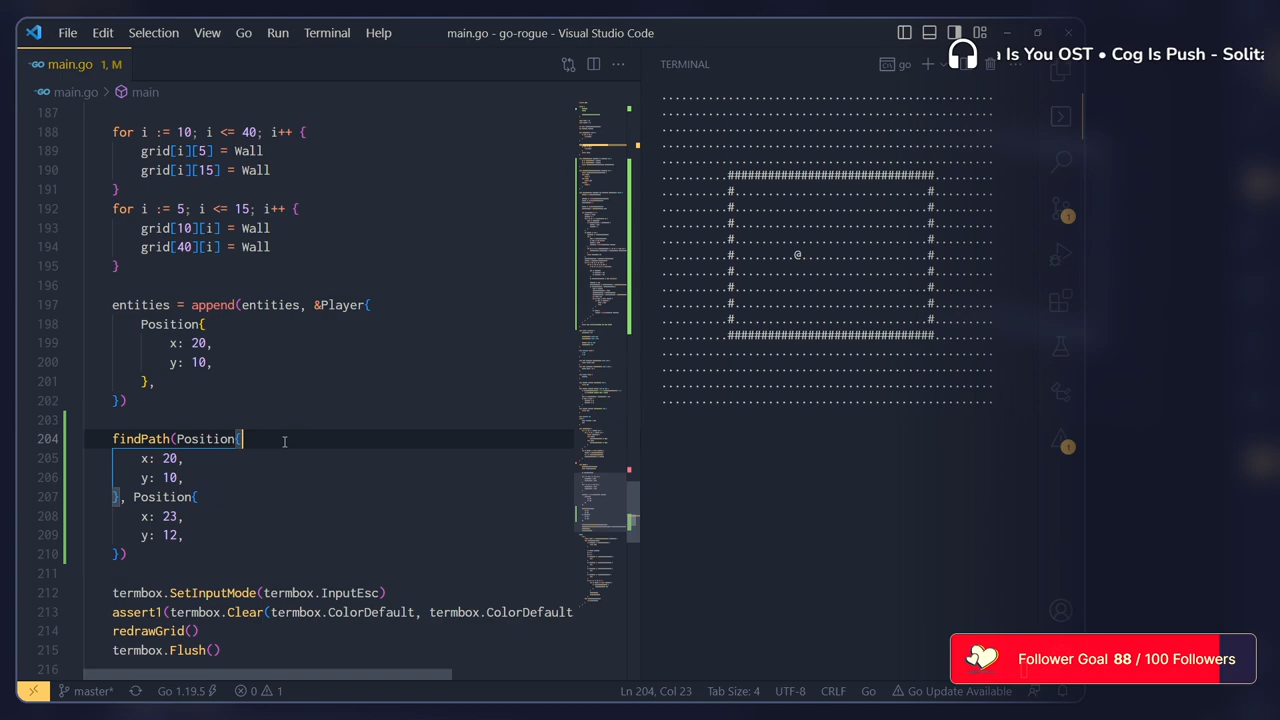 File Edit Selection View Go Run Terminal Help
main.go - go-rogue - Visual Studio Code
main.go 1, M
TERMINAL
go
a Is You OST • Cog Is Push - Solita
main.go > main
187
188 for i := 10; i <= 40; i++ {
189 grid[i][5] = Wall
190 grid[i][15] = Wall
191 }
192 for i := 5; i <= 15; i++ {
193 grid[10][i] = Wall
194 grid[40][i] = Wall
195 }
196
197 entities = append(entities, &Player{
198 Position{
199 x: 20,
200 y: 10,
201 },
202 })
203
204 findPath(Position{
205 x: 20,
206 y: 10,
207 }, Position{
208 x: 23,
209 y: 12,
210 })
211
212 termbox.SetInputMode(termbox.InputEsc)
213 assert1(termbox.Clear(termbox.ColorDefault, termbox.ColorDefault
214 redrawGrid()
215 termbox.Flush()
216
@
Follower Goal 88 / 100 Followers
master* Go 1.19.5 0 1 Ln 204, Col 23 Tab Size: 4 UTF-8 CRLF Go Go Update Available